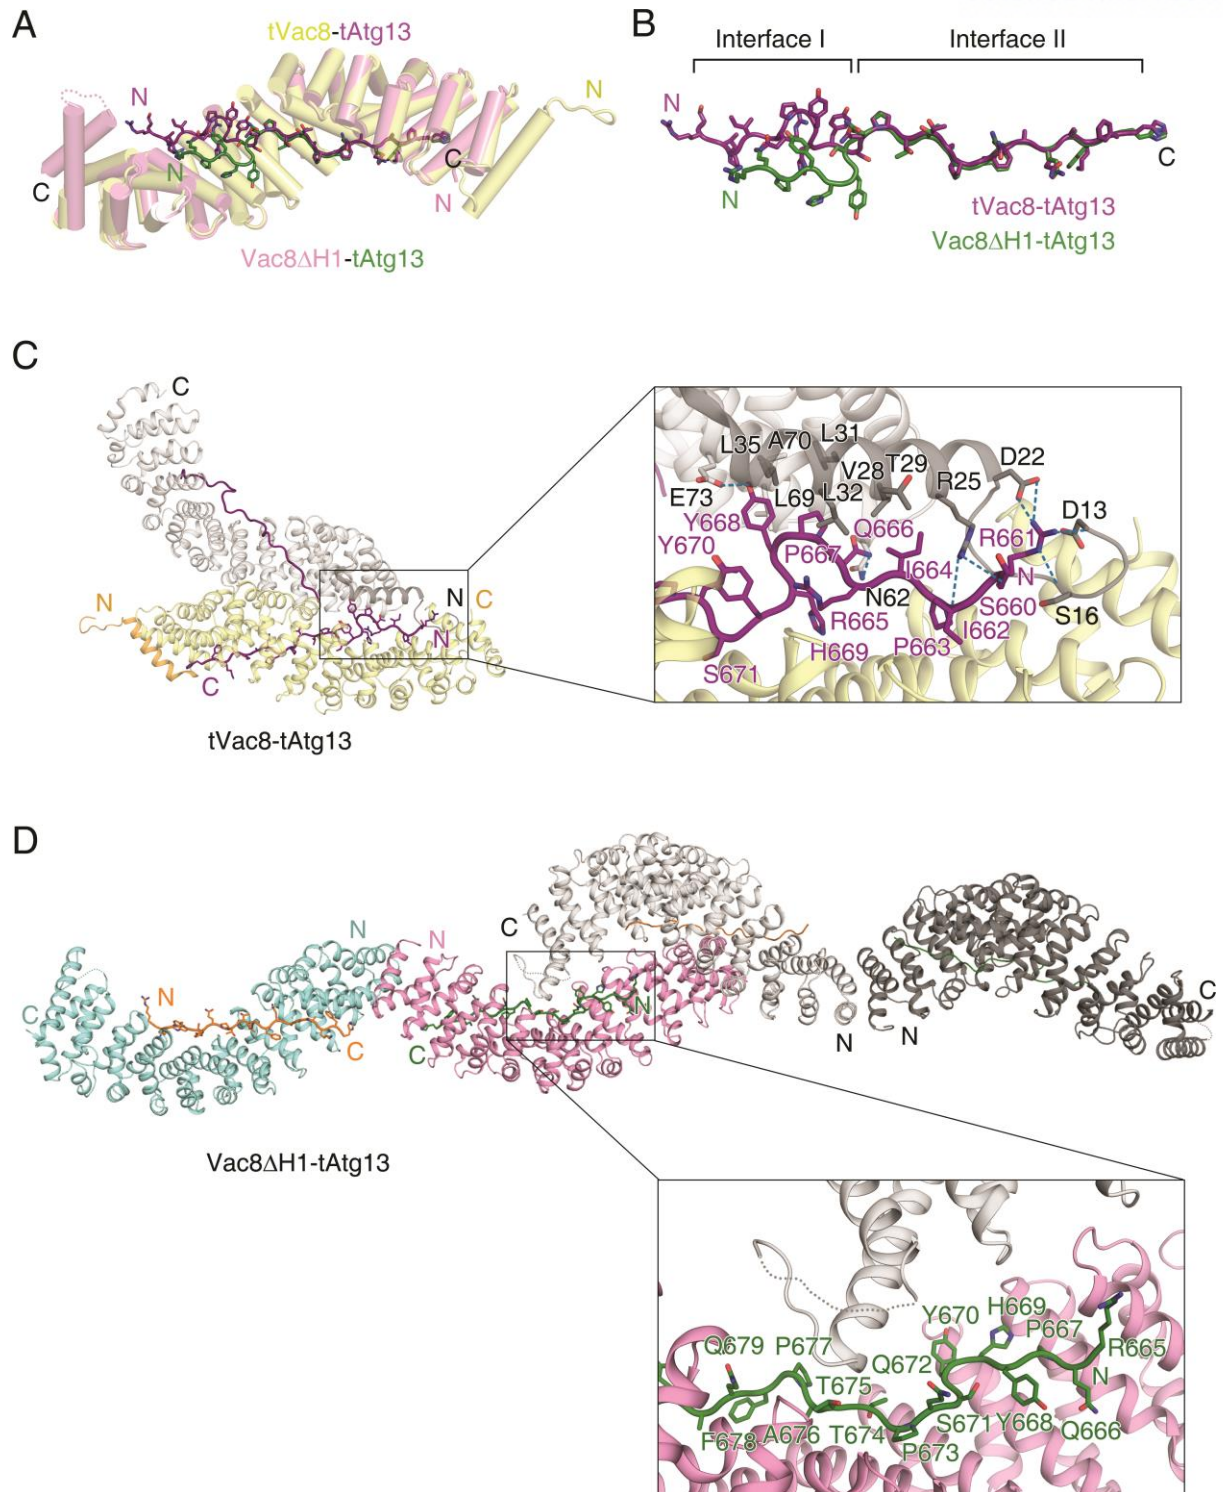 A
tVac8-tAtg13
N
N
N
C
C
N
Vac8ΔH1-tAtg13
B
Interface I
Interface II
N
N
C
tVac8-tAtg13
Vac8ΔH1-tAtg13
C
C
N
N
C
N
C
tVac8-tAtg13
L35
A70
L31
V28
T29
D22
R25
E73
L69
L32
D13
Y668
Q666
R661
Y670
P667
I664
N
N62
S660
S16
R665
I662
H669
P663
S671
D
N
N
C
N
C
C
C
N
C
N
N
Vac8ΔH1-tAtg13
Y670
H669
P667
Q679
P677
Q672
R665
T675
N
F678
A676
T674
S671
Y668
Q666
P673